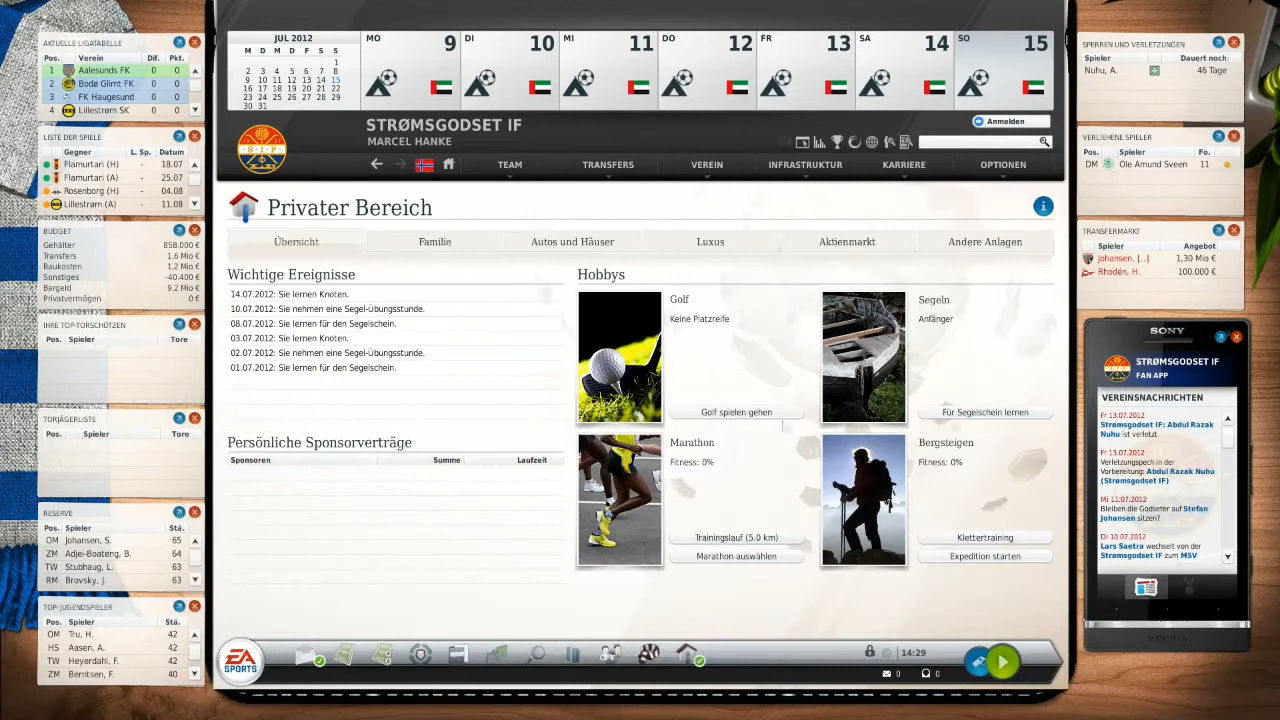 AKTUELLE LIGATABELLE
Pos. Verein Dif. Pkt.
1 Aalesunds FK 0 0
2 Bodø Glimt FK 0 0
3 FK Haugesund 0 0
4 Lillestrøm SK 0 0
LISTE DER SPIELE
Gegner L. Sp. Datum
Flamurtari (H) - 18.07
Flamurtari (A) - 25.07
Rosenborg (H) - 04.08
Lillestrøm (A) - 11.08
BUDGET
Gehälter 858.000 €
Transfers 1,6 Mio €
Baukosten 1,2 Mio €
Sonstiges -40.400 €
Bargeld 9,2 Mio €
Privatvermögen 0 €
IHRE TOP-TORSCHÜTZEN
Pos. Spieler Tore
TORJÄGERLISTE
Pos. Spieler Tore
RESERVE
Pos. Spieler Stä.
OM Johansen, S. 65
ZM Adjei-Boateng, B. 64
TW Stubhaug, L. 63
RM Brovsky, J. 63
TOP-JUGENDSPIELER
Pos. Spieler Stä.
OM Tru, H. 42
HS Aasen, A. 42
TW Heyerdahl, F. 42
ZM Berntsen, F. 40
JUL 2012
M D M D F S S
1
2 3 4 5 6 7 8
9 10 11 12 13 14 15
16 17 18 19 20 21 22
23 24 25 26 27 28 29
30 31
MO 9
DI 10
MI 11
DO 12
FR 13
SA 14
SO 15
STRØMSGODSET IF
MARCEL HANKE
Anmelden
TEAM TRANSFERS VEREIN INFRASTRUKTUR KARRIERE OPTIONEN
Privater Bereich
Übersicht Familie Autos und Häuser Luxus Aktienmarkt Andere Anlagen
Wichtige Ereignisse
14.07.2012: Sie lernen Knoten.
10.07.2012: Sie nehmen eine Segel-Übungsstunde.
08.07.2012: Sie lernen für den Segelschein.
03.07.2012: Sie lernen Knoten.
02.07.2012: Sie nehmen eine Segel-Übungsstunde.
01.07.2012: Sie lernen für den Segelschein.
Persönliche Sponsorverträge
Sponsoren Summe Laufzeit
Hobbys
Golf
Keine Platzreife
Golf spielen gehen
Segeln
Anfänger
Für Segelschein lernen
Marathon
Fitness: 0%
Trainingslauf (5.0 km)
Marathon auswählen
Bergsteigen
Fitness: 0%
Klettertraining
Expedition starten
EA
SPORTS
14:29
0 0
SPERREN UND VERLETZUNGEN
Spieler Dauert noch
Nuhu, A. 46 Tage
VERLIEHENE SPIELER
Pos. Spieler Fo.
DM Ole Amund Sveen 11
TRANSFERMARKT
Spieler Angebot
Johansen, [..] 1,30 Mio €
Rhodén, H. 100.000 €
SONY
STRØMSGODSET IF
FAN APP
VEREINSNACHRICHTEN
Fr 13.07.2012
Strømsgodset IF: Abdul Razak
Nuhu ist verletzt
Fr 13.07.2012
Verletzungspech in der
Vorbereitung: Abdul Razak Nuhu
(Strømsgodset IF)
Mi 11.07.2012
Bleiben die Godseter auf Stefan
Johansen sitzen?
Di 10.07.2012
Lars Saetra wechselt von der
Strømsgodset IF zum MSV
XPERIA